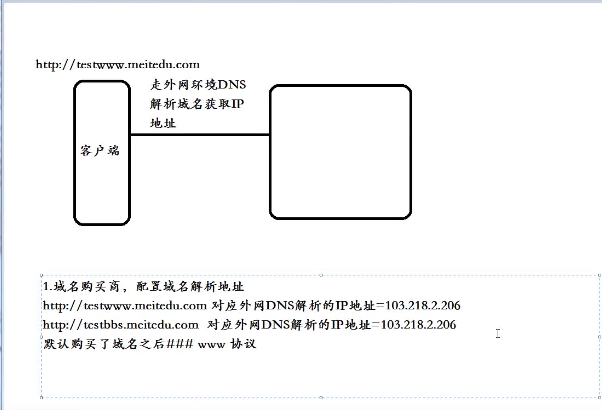 http://testwww.meitedu.com
走外网环境DNS
解析域名获取IP
地址
客户端
1.域名购买商，配置域名解析地址
http://testwww.meitedu.com 对应外网DNS解析的IP地址=103.218.2.206
http://testbbs.meitedu.com 对应外网DNS解析的IP地址=103.218.2.206
默认购买了域名之后### www 协议